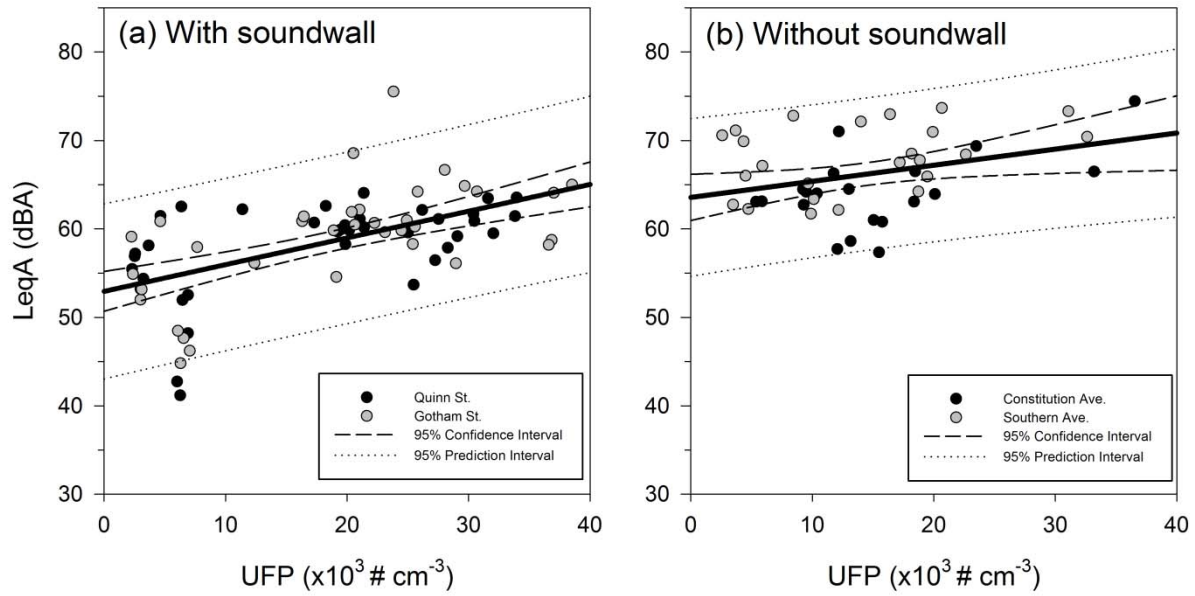 (a) With soundwall
(b) Without soundwall
LeqA (dBA)
80
70
60
50
40
30
80
70
60
50
40
30
Quinn St.
Gotham St.
95% Confidence Interval
95% Prediction Interval
Constitution Ave.
Southern Ave.
95% Confidence Interval
95% Prediction Interval
0 10 20 30 40
0 10 20 30 40
UFP (x10³ # cm⁻³)
UFP (x10³ # cm⁻³)